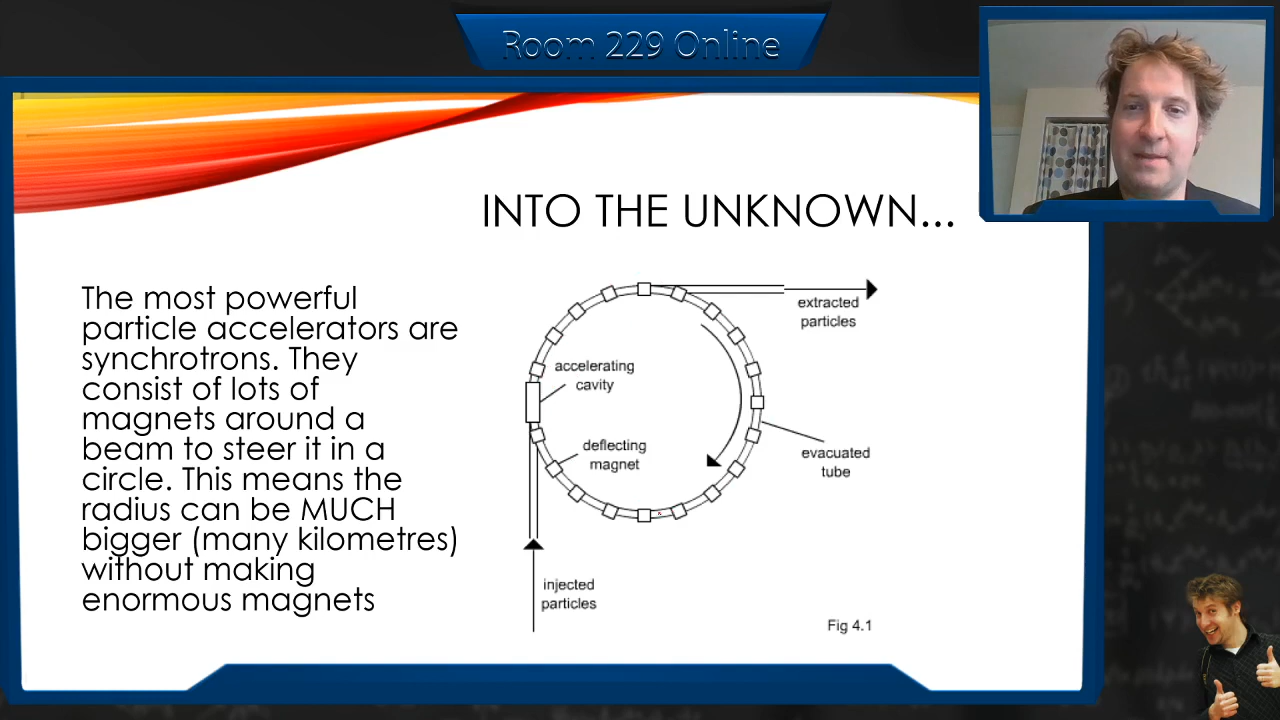 Room 229 Online
INTO THE UNKNOWN...
The most powerful
particle accelerators are
synchrotrons. They
consist of lots of
magnets around a
beam to steer it in a
circle. This means the
radius can be MUCH
bigger (many kilometres)
without making
enormous magnets
extracted
particles
accelerating
cavity
deflecting
magnet
evacuated
tube
injected
particles
Fig 4.1